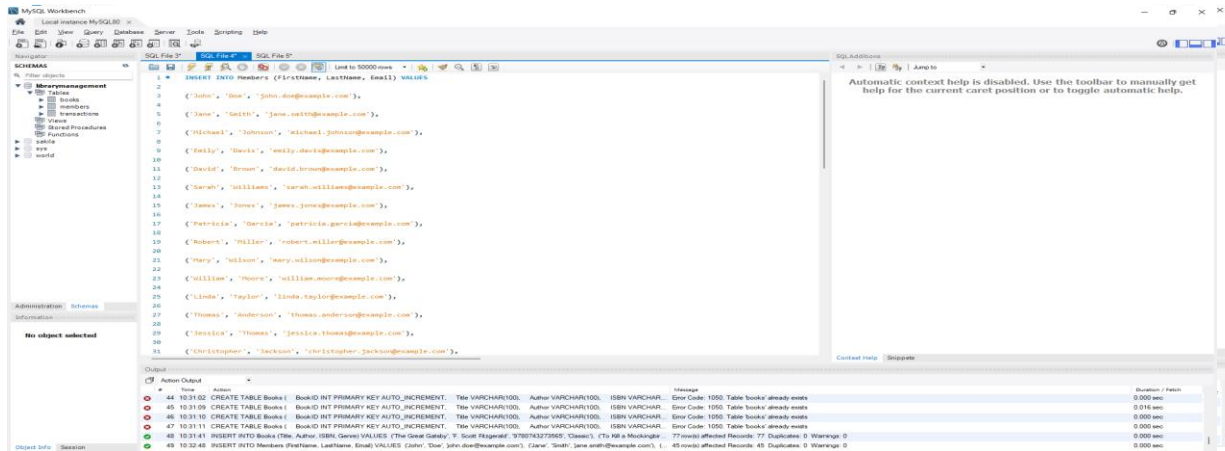 MySQL Workbench
Local instance MySQL80 ×
File Edit View Query Database Server Tools Scripting Help
Navigator
SCHEMAS
Filter objects
librarymanagement
Tables
books
members
transactions
Views
Stored Procedures
Functions
sakila
sys
world
Administration Schemas
Information
No object selected
Object Info Session
SQL File 3* SQL File 4* × SQL File 5*
Limit to 50000 rows
1 INSERT INTO Members (FirstName, LastName, Email) VALUES
2
3 ('John', 'Doe', 'john.doe@example.com'),
4
5 ('Jane', 'Smith', 'jane.smith@example.com'),
6
7 ('Michael', 'Johnson', 'michael.johnson@example.com'),
8
9 ('Emily', 'Davis', 'emily.davis@example.com'),
10
11 ('David', 'Brown', 'david.brown@example.com'),
12
13 ('Sarah', 'Williams', 'sarah.williams@example.com'),
14
15 ('James', 'Jones', 'james.jones@example.com'),
16
17 ('Patricia', 'Garcia', 'patricia.garcia@example.com'),
18
19 ('Robert', 'Miller', 'robert.miller@example.com'),
20
21 ('Mary', 'Wilson', 'mary.wilson@example.com'),
22
23 ('William', 'Moore', 'william.moore@example.com'),
24
25 ('Linda', 'Taylor', 'linda.taylor@example.com'),
26
27 ('Thomas', 'Anderson', 'thomas.anderson@example.com'),
28
29 ('Jessica', 'Thomas', 'jessica.thomas@example.com'),
30
31 ('Christopher', 'Jackson', 'christopher.jackson@example.com'),
SQLAdditions
Jump to
Automatic context help is disabled. Use the toolbar to manually get
help for the current caret position or to toggle automatic help.
Context Help Snippets
Output
Action Output
# Time Action Message Duration / Fetch
44 10:31:02 CREATE TABLE Books ( BookID INT PRIMARY KEY AUTO_INCREMENT, Title VARCHAR(100), Author VARCHAR(100), ISBN VARCHAR... Error Code: 1050. Table 'books' already exists 0.000 sec
45 10:31:09 CREATE TABLE Books ( BookID INT PRIMARY KEY AUTO_INCREMENT, Title VARCHAR(100), Author VARCHAR(100), ISBN VARCHAR... Error Code: 1050. Table 'books' already exists 0.016 sec
46 10:31:10 CREATE TABLE Books ( BookID INT PRIMARY KEY AUTO_INCREMENT, Title VARCHAR(100), Author VARCHAR(100), ISBN VARCHAR... Error Code: 1050. Table 'books' already exists 0.000 sec
47 10:31:11 CREATE TABLE Books ( BookID INT PRIMARY KEY AUTO_INCREMENT, Title VARCHAR(100), Author VARCHAR(100), ISBN VARCHAR... Error Code: 1050. Table 'books' already exists 0.000 sec
48 10:31:41 INSERT INTO Books (Title, Author, ISBN, Genre) VALUES ('The Great Gatsby', 'F. Scott Fitzgerald', '9780743273565', 'Classic'), ('To Kill a Mockingbir... 77 row(s) affected Records: 77 Duplicates: 0 Warnings: 0 0.000 sec
49 10:32:48 INSERT INTO Members (FirstName, LastName, Email) VALUES ('John', 'Doe', 'john.doe@example.com'), ('Jane', 'Smith', 'jane.smith@example.com'), (... 45 row(s) affected Records: 45 Duplicates: 0 Warnings: 0 0.000 sec